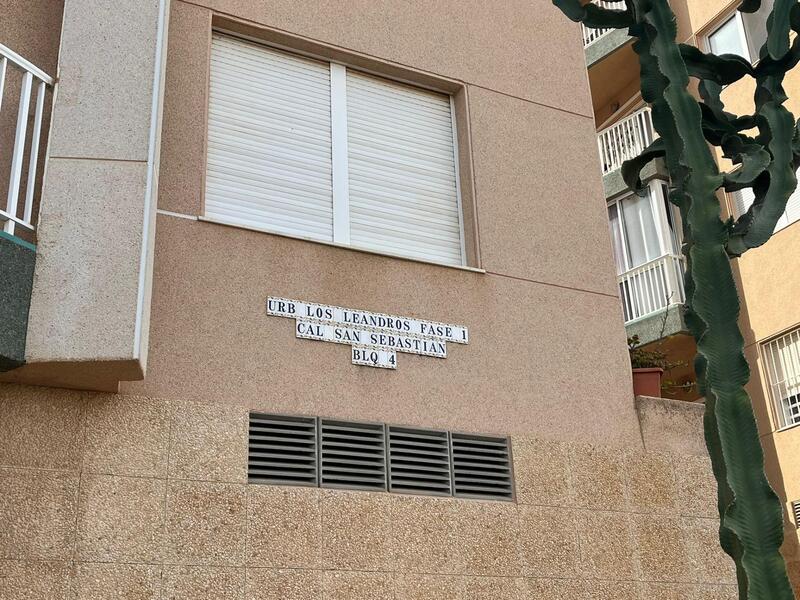 URB LOS LEANDROS FASE 1
CAL SAN SEBASTIAN
BLQ 4